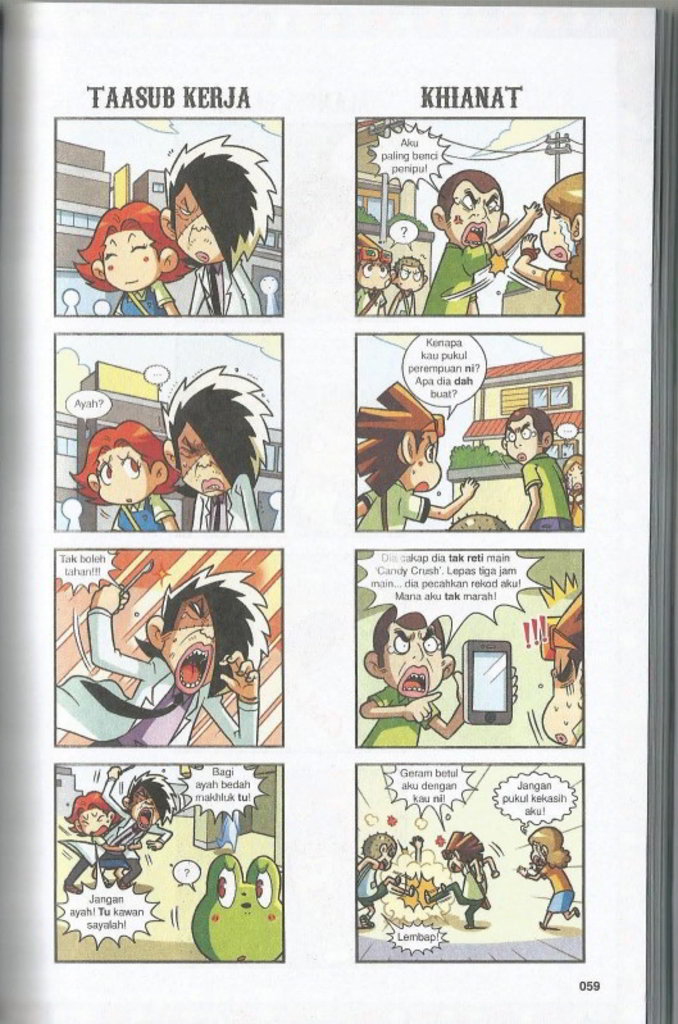 TAASUB KERJA
Ayah?
...
Tak boleh
tahan!!!
Bagi
ayah bedah
makhluk tu!
?
Jangan
ayah! Tu kawan
sayalah!
KHIANAT
Aku
paling benci
penipu!
?
Kenapa
kau pukul
perempuan ni?
Apa dia dah
buat?
...
Dia cakap dia tak reti main
'Candy Crush'. Lepas tiga jam
main... dia pecahkan rekod aku!
Mana aku tak marah!
!!!
Geram betul
aku dengan
kau ni!
Jangan
pukul kekasih
aku!
Lembap!
059